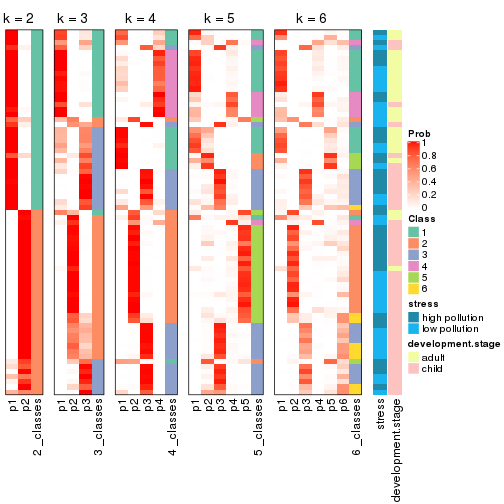 k = 2 k = 3 k = 4 k = 5 k = 6
Prob
1
0.8
0.6
0.4
0.2
0
Class
1
2
3
4
5
6
stress
high pollution
low pollution
development.stage
adult
child
p1 p2 2_classes p1 p2 p3 3_classes p1 p2 p3 p4 4_classes p1 p2 p3 p4 p5 5_classes p1 p2 p3 p4 p5 p6 6_classes stress development.stage